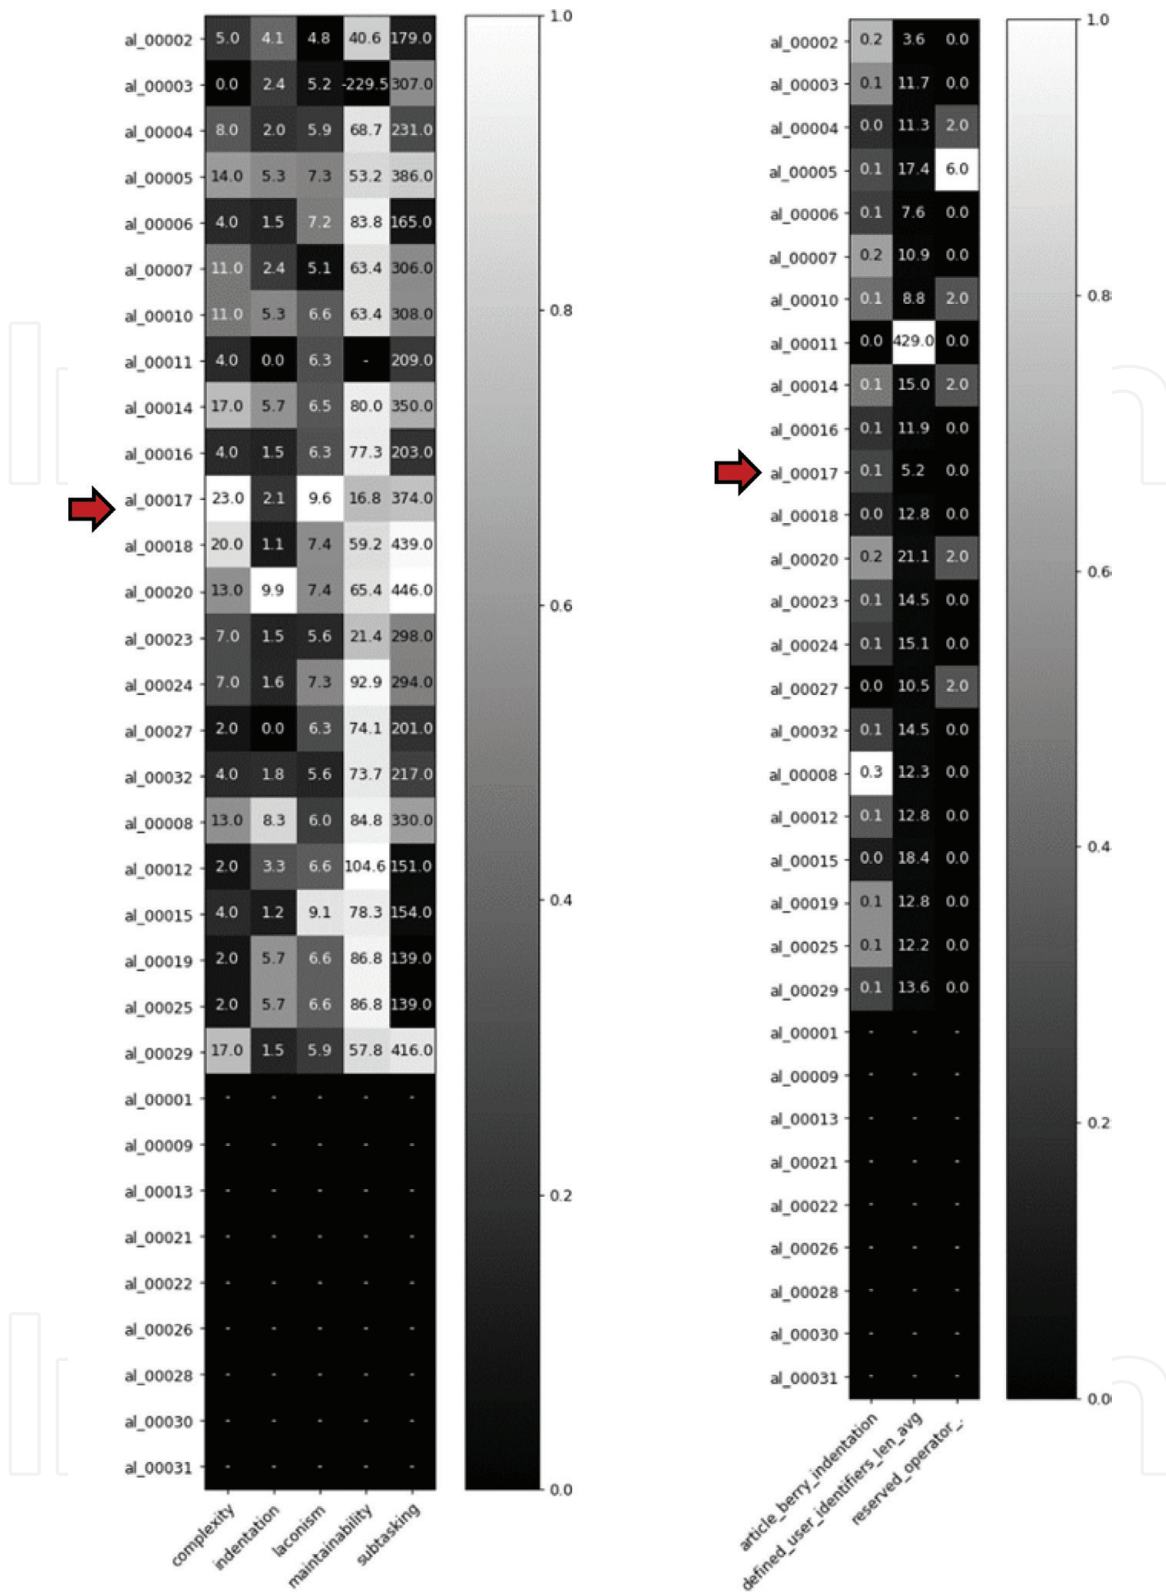 al_00002 5.0 4.1 4.8 40.6 179.0
al_00003 0.0 2.4 5.2 -229.5 307.0
al_00004 8.0 2.0 5.9 68.7 231.0
al_00005 14.0 5.3 7.3 53.2 386.0
al_00006 4.0 1.5 7.2 83.8 165.0
al_00007 11.0 2.4 5.1 63.4 306.0
al_00010 11.0 5.3 6.6 63.4 308.0
al_00011 4.0 0.0 6.3 - 209.0
al_00014 17.0 5.7 6.5 80.0 350.0
al_00016 4.0 1.5 6.3 77.3 203.0
al_00017 23.0 2.1 9.6 16.8 374.0
al_00018 20.0 1.1 7.4 59.2 439.0
al_00020 13.0 9.9 7.4 65.4 446.0
al_00023 7.0 1.5 5.6 21.4 298.0
al_00024 7.0 1.6 7.3 92.9 294.0
al_00027 2.0 0.0 6.3 74.1 201.0
al_00032 4.0 1.8 5.6 73.7 217.0
al_00008 13.0 8.3 6.0 84.8 330.0
al_00012 2.0 3.3 6.6 104.6 151.0
al_00015 4.0 1.2 9.1 78.3 154.0
al_00019 2.0 5.7 6.6 86.8 139.0
al_00025 2.0 5.7 6.6 86.8 139.0
al_00029 17.0 1.5 5.9 57.8 416.0
al_00001 - - - - -
al_00009 - - - - -
al_00013 - - - - -
al_00021 - - - - -
al_00022 - - - - -
al_00026 - - - - -
al_00028 - - - - -
al_00030 - - - - -
al_00031 - - - - -
complexity
indentation
laconism
maintainability
subtasking
1.0
0.8
0.6
0.4
0.2
0.0
al_00002 0.2 3.6 0.0
al_00003 0.1 11.7 0.0
al_00004 0.0 11.3 2.0
al_00005 0.1 17.4 6.0
al_00006 0.1 7.6 0.0
al_00007 0.2 10.9 0.0
al_00010 0.1 8.8 2.0
al_00011 0.0 429.0 0.0
al_00014 0.1 15.0 2.0
al_00016 0.1 11.9 0.0
al_00017 0.1 5.2 0.0
al_00018 0.0 12.8 0.0
al_00020 0.2 21.1 2.0
al_00023 0.1 14.5 0.0
al_00024 0.1 15.1 0.0
al_00027 0.0 10.5 2.0
al_00032 0.1 14.5 0.0
al_00008 0.3 12.3 0.0
al_00012 0.1 12.8 0.0
al_00015 0.0 18.4 0.0
al_00019 0.1 12.8 0.0
al_00025 0.1 12.2 0.0
al_00029 0.1 13.6 0.0
al_00001 - - -
al_00009 - - -
al_00013 - - -
al_00021 - - -
al_00022 - - -
al_00026 - - -
al_00028 - - -
al_00030 - - -
al_00031 - - -
article_berry_indentation
defined_user_identifiers_len_avg
reserved_operator_.
1.0
0.8
0.6
0.4
0.2
0.0